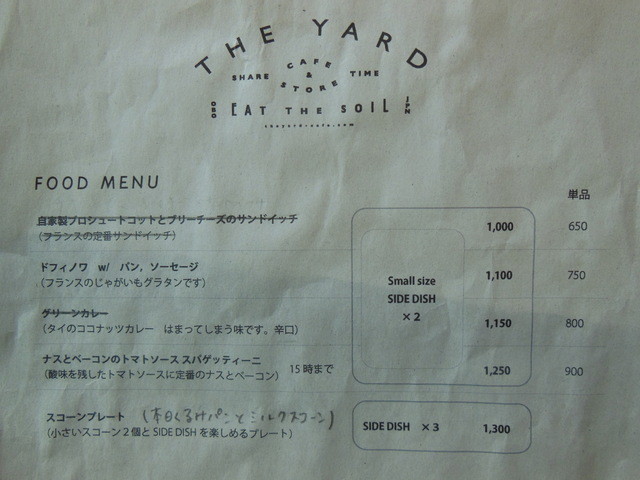 THE YARD
CAFE
SHARE & TIME
STORE
OBO EAT THE SOIL JPN
FOOD MENU
単品
自家製プロシュートコットとブリーチーズのサンドイッチ 1,000 650
(フランスの定番サンドイッチ)
ドフィノワ w/ パン，ソーセージ 1,100 750
(フランスのじゃがいもグラタンです)
Small size
SIDE DISH
× 2
グリーンカレー 1,150 800
(タイのココナッツカレー はまってしまう味です。辛口)
ナスとベーコンのトマトソース スパゲッティーニ 15時まで 1,250 900
(酸味を残したトマトソースに定番のナスとベーコン)
スコーンプレート (本日くるみパンとミルクスコーン)
(小さいスコーン２個と SIDE DISH を楽しめるプレート)
SIDE DISH × 3 1,300